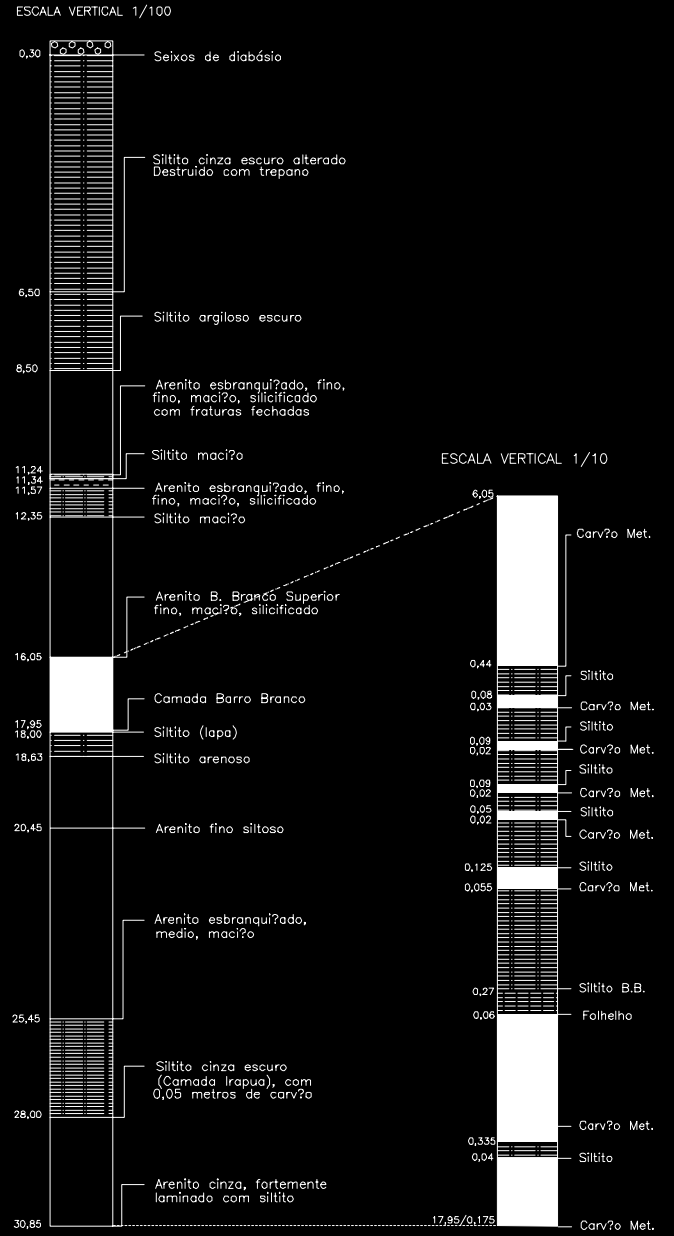 ESCALA VERTICAL 1/100
0,30
Seixos de diabásio
Siltito cinza escuro alterado
Destruido com trepano
6,50
Siltito argiloso escuro
8,50
Arenito esbranqui?ado, fino,
fino, maci?o, silicificado
com fraturas fechadas
11,24
Siltito maci?o
11,34
11,57
Arenito esbranqui?ado, fino,
fino, maci?o, silicificado
12,35
Siltito maci?o
Arenito B. Branco Superior
fino, maci?o, silicificado
16,05
Camada Barro Branco
17,95
18,00
Siltito (lapa)
18,63
Siltito arenoso
20,45
Arenito fino siltoso
Arenito esbranqui?ado,
medio, maci?o
25,45
Siltito cinza escuro
(Camada Irapua), com
0,05 metros de carv?o
28,00
Arenito cinza, fortemente
laminado com siltito
30,85
ESCALA VERTICAL 1/10
6,05
Carv?o Met.
0,44
Siltito
0,08
0,03
Carv?o Met.
Siltito
0,09
0,02
Carv?o Met.
Siltito
0,09
0,02
Carv?o Met.
0,05
Siltito
0,02
Carv?o Met.
0,125
Siltito
0,055
Carv?o Met.
0,27
Siltito B.B.
0,06
Folhelho
Carv?o Met.
0,335
0,04
Siltito
17,95/0,175
Carv?o Met.